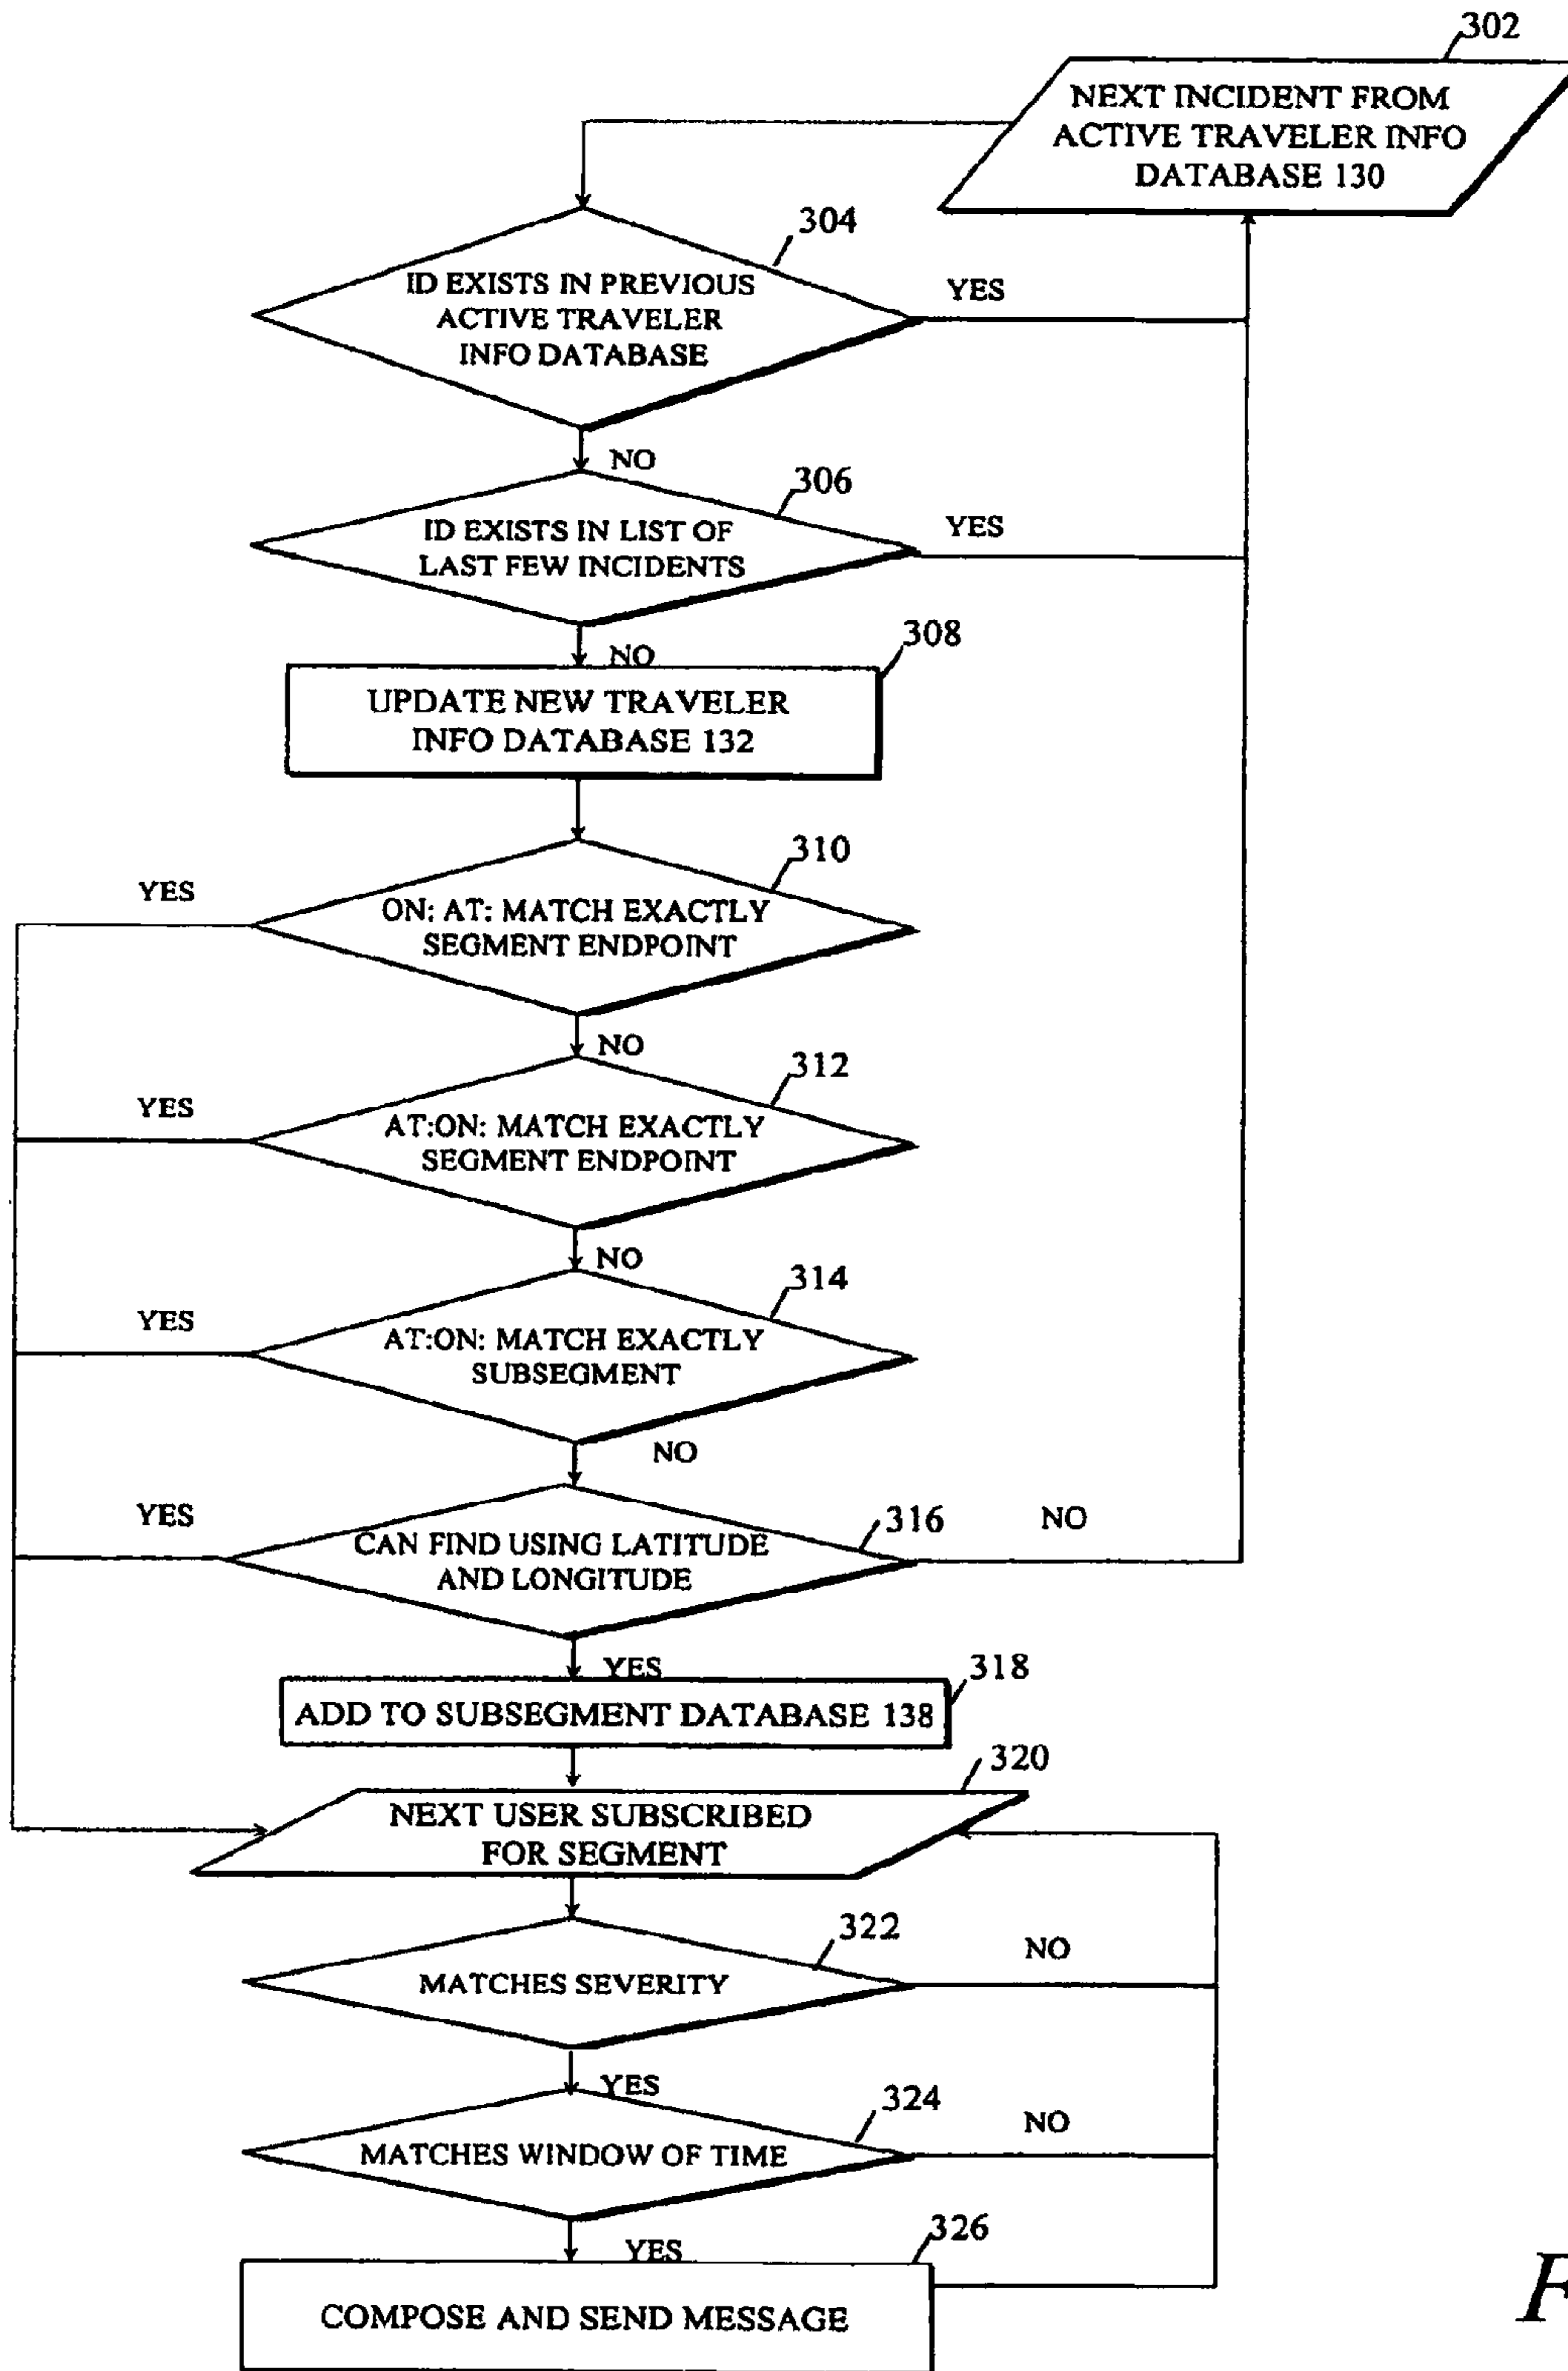 302
NEXT INCIDENT FROM
ACTIVE TRAVELER INFO
DATABASE 130
304
ID EXISTS IN PREVIOUS
ACTIVE TRAVELER
INFO DATABASE
YES
NO
306
ID EXISTS IN LIST OF
LAST FEW INCIDENTS
YES
NO
308
UPDATE NEW TRAVELER
INFO DATABASE 132
310
YES
ON: AT: MATCH EXACTLY
SEGMENT ENDPOINT
NO
312
YES
AT:ON: MATCH EXACTLY
SEGMENT ENDPOINT
NO
314
YES
AT:ON: MATCH EXACTLY
SUBSEGMENT
NO
YES
316
NO
CAN FIND USING LATITUDE
AND LONGITUDE
YES
318
ADD TO SUBSEGMENT DATABASE 138
320
NEXT USER SUBSCRIBED
FOR SEGMENT
322
NO
MATCHES SEVERITY
YES
324
NO
MATCHES WINDOW OF TIME
YES
326
COMPOSE AND SEND MESSAGE
F